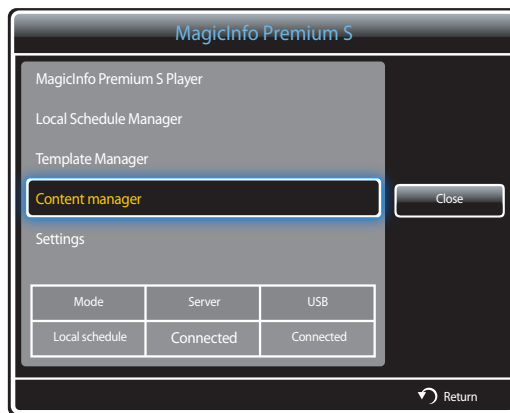 MagicInfo Premium S
MagicInfo Premium S Player
Local Schedule Manager
Template Manager
Content manager
Close
Settings
Mode Server USB
Local schedule Connected Connected
Return